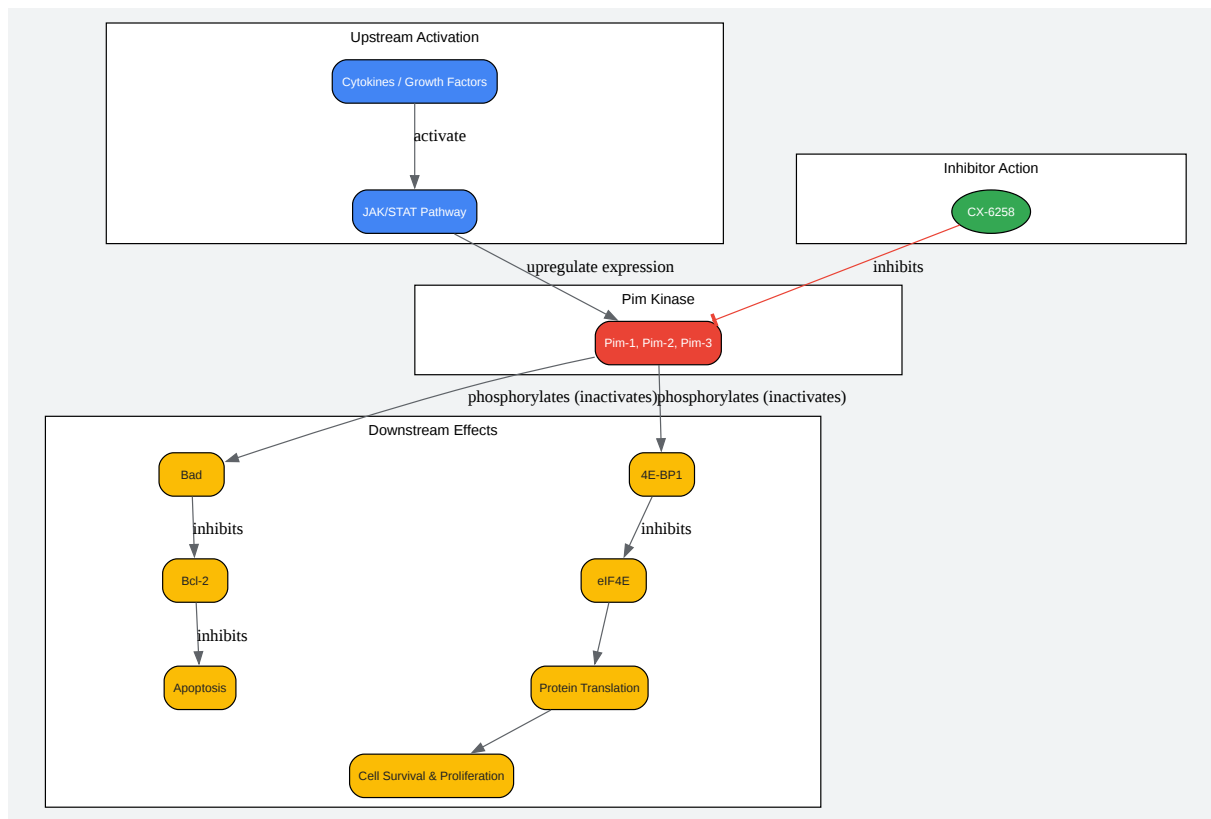 Upstream Activation
Cytokines / Growth Factors
activate
Inhibitor Action
JAK/STAT Pathway
CX-6258
upregulate expression
inhibits
Pim Kinase
Pim-1, Pim-2, Pim-3
phosphorylates (inactivates)
phosphorylates (inactivates)
Downstream Effects
Bad
4E-BP1
inhibits
inhibits
Bcl-2
eIF4E
inhibits
Apoptosis
Protein Translation
Cell Survival & Proliferation